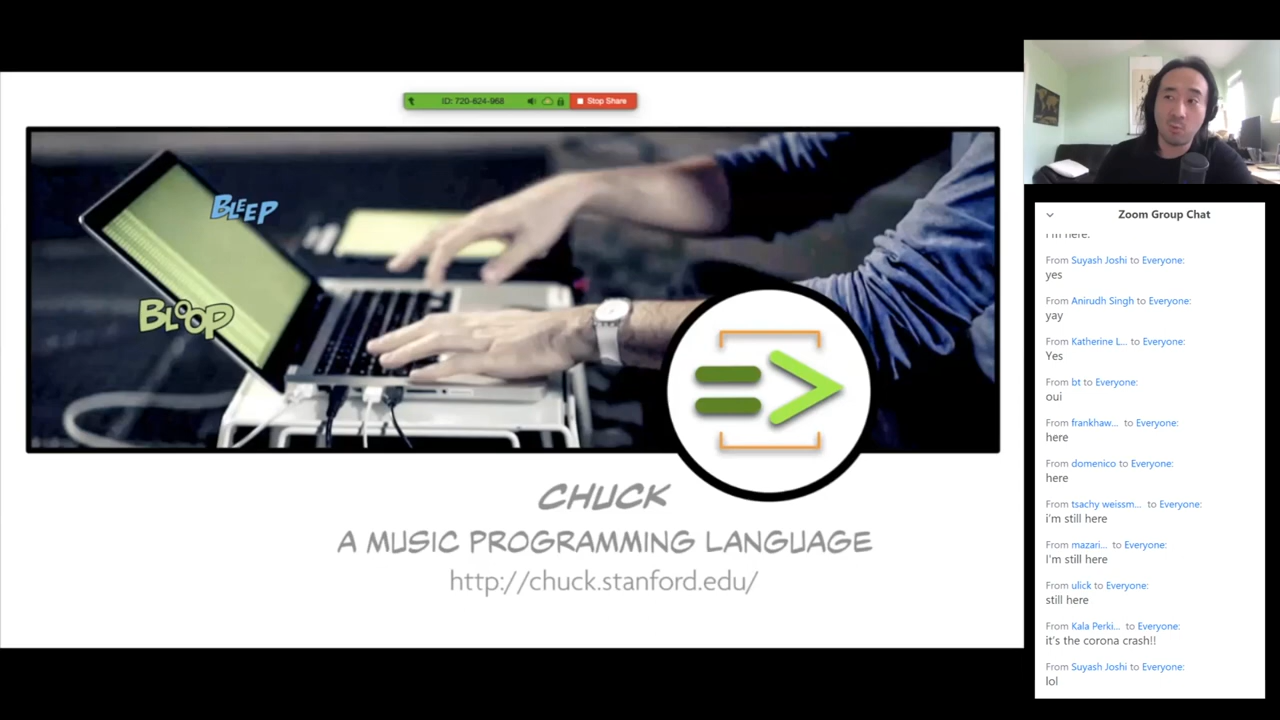 ID: 720-624-968
Stop Share
BLEEP
BLOOP
=>
CHUCK
A MUSIC PROGRAMMING LANGUAGE
http://chuck.stanford.edu/
Zoom Group Chat
I'm here.
From Suyash Joshi to Everyone:
yes
From Anirudh Singh to Everyone:
yay
From Katherine L... to Everyone:
Yes
From bt to Everyone:
oui
From frankhaw... to Everyone:
here
From domenico to Everyone:
here
From tsachy weissm... to Everyone:
i'm still here
From mazari... to Everyone:
I'm still here
From ulick to Everyone:
still here
From Kala Perki... to Everyone:
it's the corona crash!!
From Suyash Joshi to Everyone:
lol